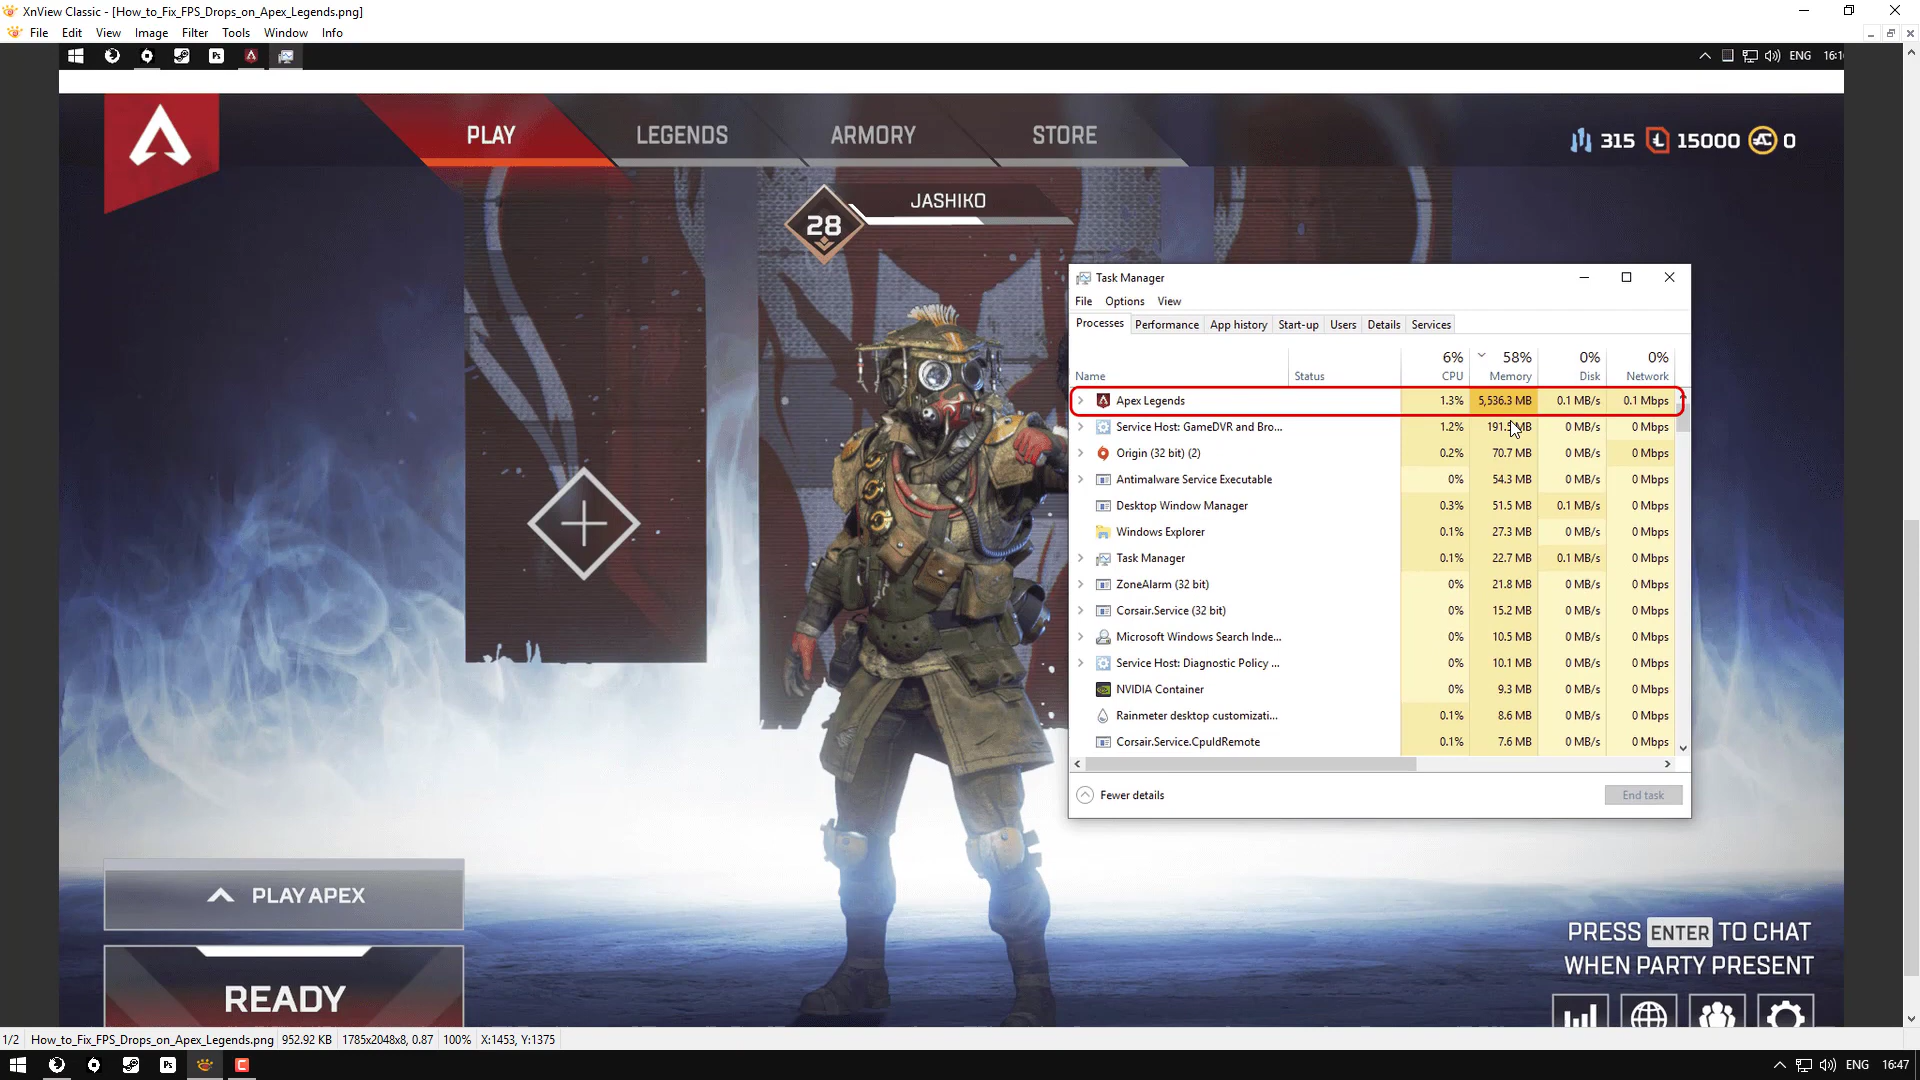 XnView Classic - [How_to_Fix_FPS_Drops_on_Apex_Legends.png]
File Edit View Image Filter Tools Window Info
Ps ENG
PLAY LEGENDS ARMORY STORE
315 15000 0
JASHIKO
28
Task Manager
File Options View
Processes Performance App history Start-up Users Details Services
6% 58% 0% 0%
Name Status CPU Memory Disk Network
Apex Legends 1.3% 5,536.3 MB 0.1 MB/s 0.1 Mbps
Service Host: GameDVR and Bro... 1.2% MB 0 MB/s 0 Mbps
Origin (32 bit) (2) 0.2% 70.7 MB 0 MB/s 0 Mbps
Antimalware Service Executable 0% 54.3 MB 0 MB/s 0 Mbps
Desktop Window Manager 0.3% 51.5 MB 0.1 MB/s 0 Mbps
Windows Explorer 0.1% 27.3 MB 0 MB/s 0 Mbps
Task Manager 0.1% 22.7 MB 0.1 MB/s 0 Mbps
ZoneAlarm (32 bit) 0% 21.8 MB 0 MB/s 0 Mbps
Corsair.Service (32 bit) 0% 15.2 MB 0 MB/s 0 Mbps
Microsoft Windows Search Inde... 0% 10.5 MB 0 MB/s 0 Mbps
Service Host: Diagnostic Policy ... 0% 10.1 MB 0 MB/s 0 Mbps
NVIDIA Container 0% 9.3 MB 0 MB/s 0 Mbps
Rainmeter desktop customizati... 0.1% 8.6 MB 0 MB/s 0 Mbps
Corsair.Service.CpuIdRemote 0.1% 7.6 MB 0 MB/s 0 Mbps
Fewer details End task
PLAY APEX
READY
PRESS ENTER TO CHAT
WHEN PARTY PRESENT
1/2 How_to_Fix_FPS_Drops_on_Apex_Legends.png 952.92 KB 1785x2048x8, 0.87 100% X:1453, Y:1375
Ps ENG 16:47